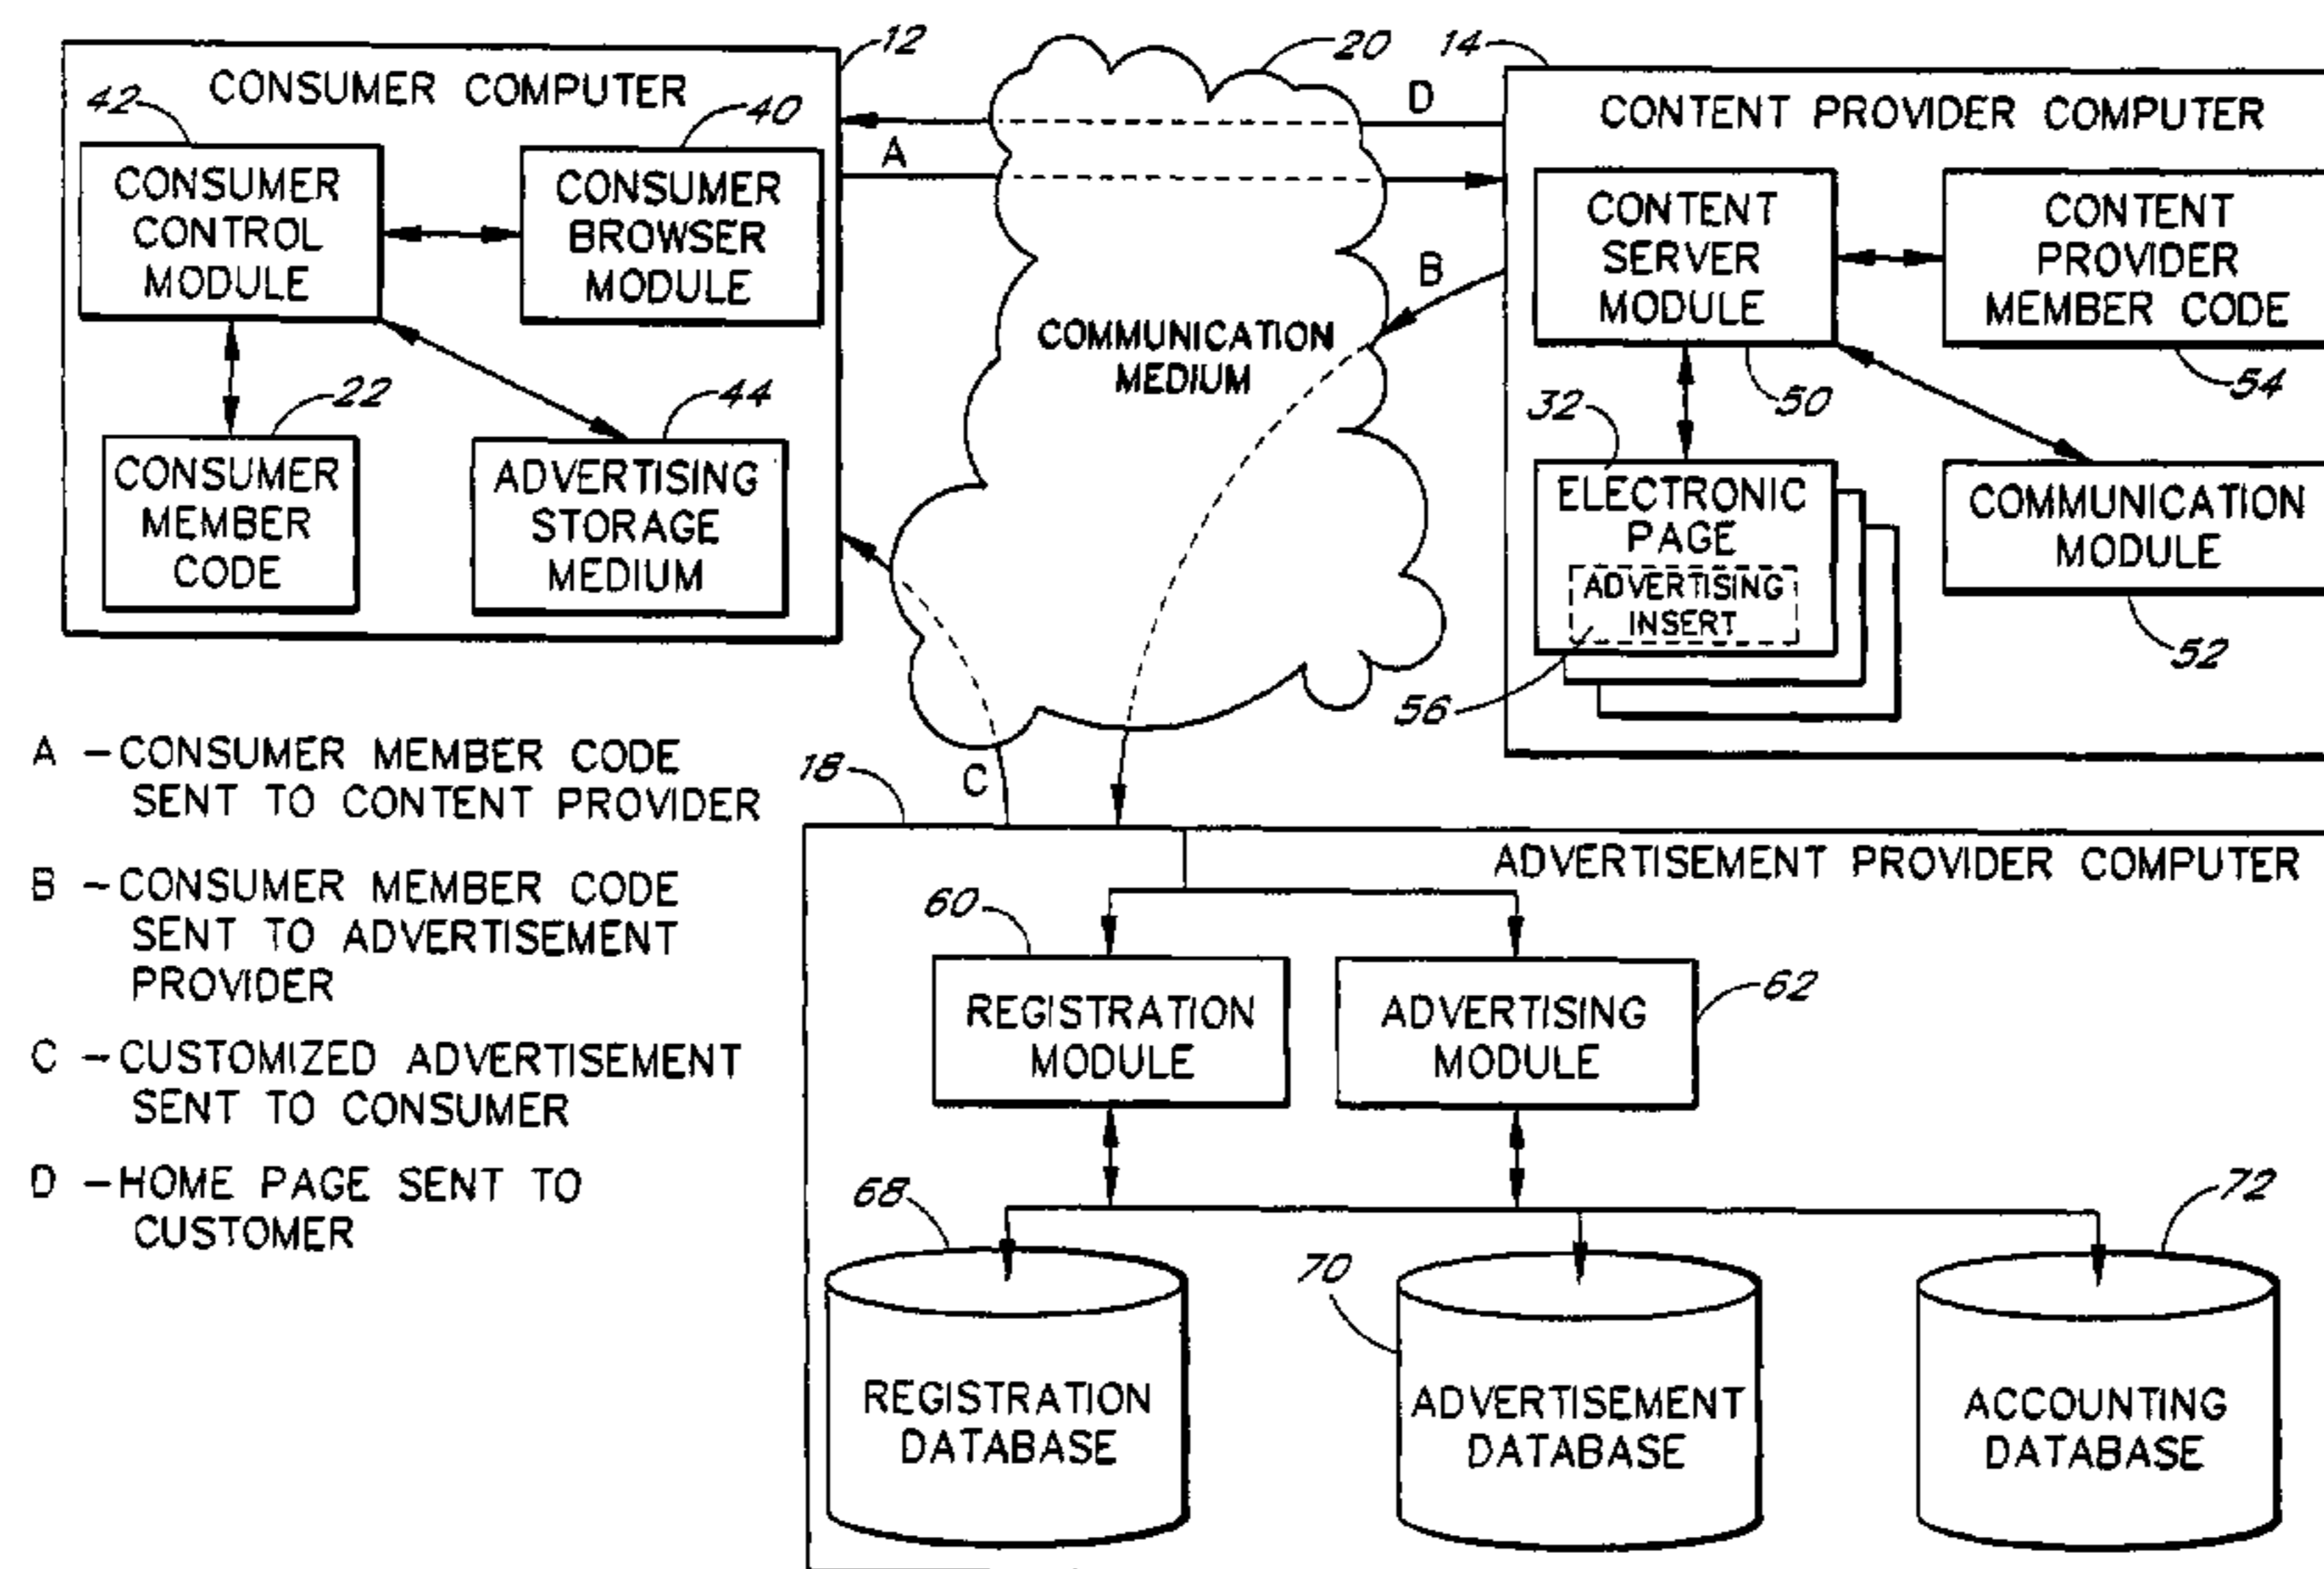 12
CONSUMER COMPUTER
42
40
CONSUMER
CONTROL
MODULE
CONSUMER
BROWSER
MODULE
22
44
CONSUMER
MEMBER
CODE
ADVERTISING
STORAGE
MEDIUM
20
D
A
B
COMMUNICATION
MEDIUM
C
14
CONTENT PROVIDER COMPUTER
CONTENT
SERVER
MODULE
CONTENT
PROVIDER
MEMBER CODE
50
54
32
ELECTRONIC
PAGE
ADVERTISING
INSERT
56
COMMUNICATION
MODULE
52
A - CONSUMER MEMBER CODE
SENT TO CONTENT PROVIDER
B - CONSUMER MEMBER CODE
SENT TO ADVERTISEMENT
PROVIDER
C - CUSTOMIZED ADVERTISEMENT
SENT TO CONSUMER
D - HOME PAGE SENT TO
CUSTOMER
18
ADVERTISEMENT PROVIDER COMPUTER
60
REGISTRATION
MODULE
62
ADVERTISING
MODULE
68
REGISTRATION
DATABASE
70
ADVERTISEMENT
DATABASE
72
ACCOUNTING
DATABASE